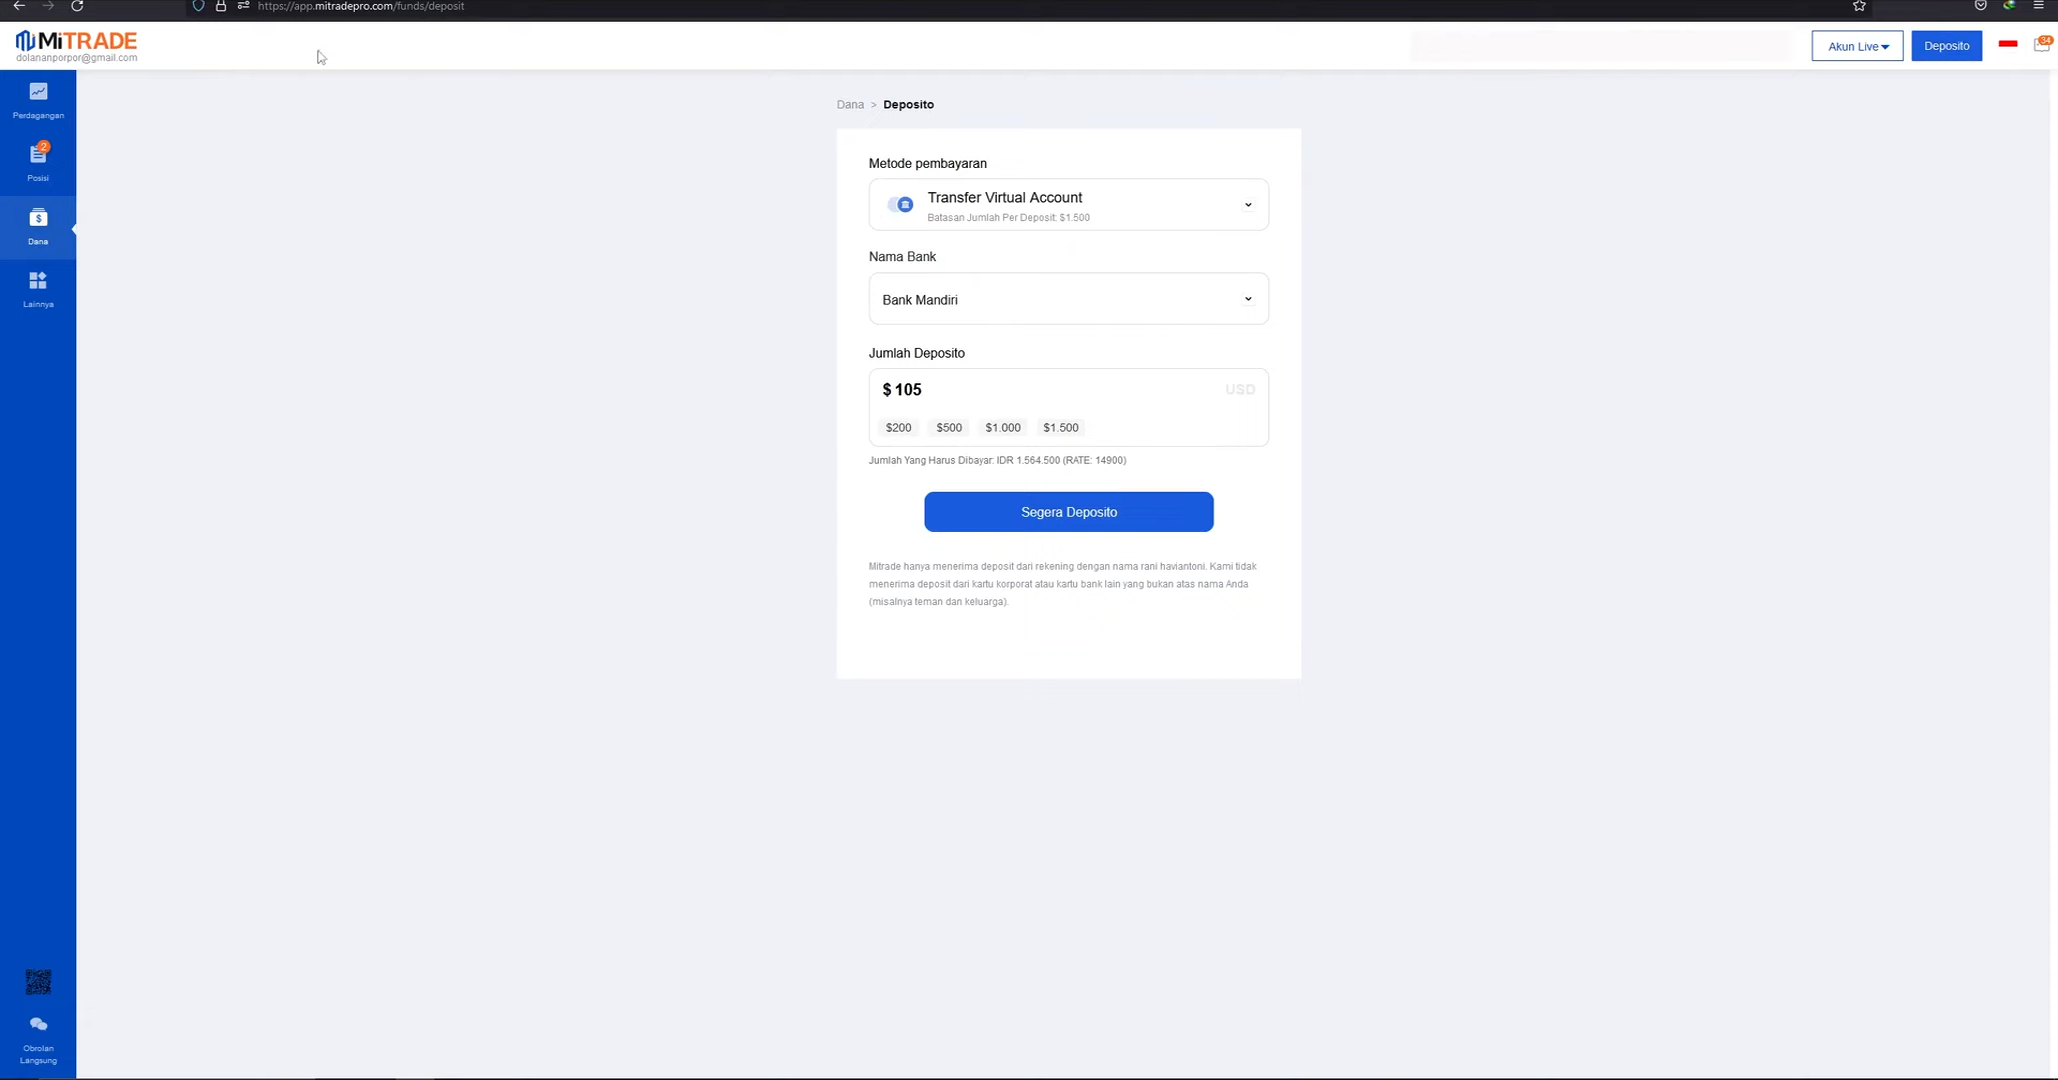 https://app.mitradepro.com/funds/deposit
MiTRADE
dolananporpor@gmail.com
Akun Live
Deposito
34
Perdagangan
2
Posisi
Dana
Lainnya
Dana > Deposito
Metode pembayaran
Transfer Virtual Account
Batasan Jumlah Per Deposit: $1.500
Nama Bank
Bank Mandiri
Jumlah Deposito
$ 105 USD
$200 $500 $1.000 $1.500
Jumlah Yang Harus Dibayar: IDR 1.564.500 (RATE: 14900)
Segera Deposito
Mitrade hanya menerima deposit dari rekening dengan nama rani haviantoni. Kami tidak
menerima deposit dari kartu korporat atau kartu bank lain yang bukan atas nama Anda
(misalnya teman dan keluarga).
Obrolan
Langsung